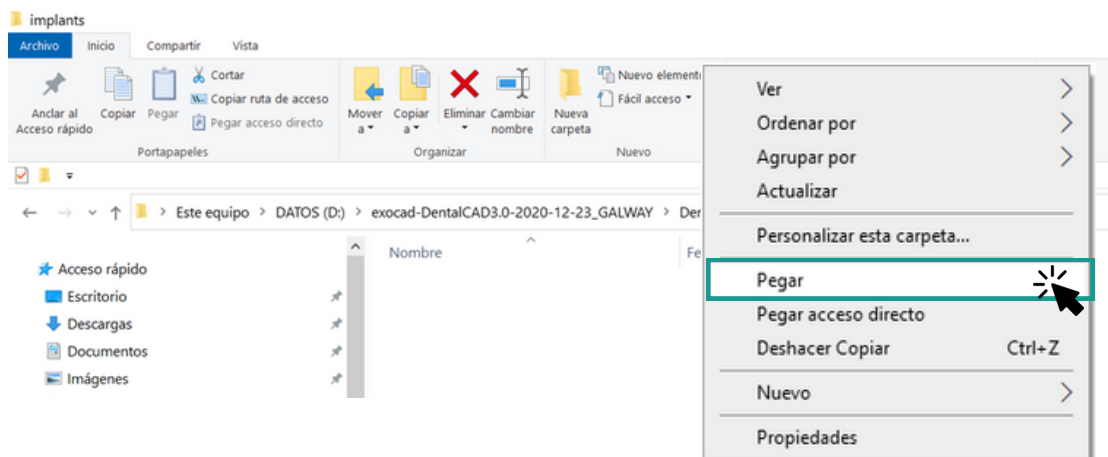 implants
Archivo Inicio Compartir Vista
Anclar al
Acceso rápido
Copiar
Pegar
Cortar
Copiar ruta de acceso
Pegar acceso directo
Portapapeles
Mover
a
Copiar
a
Eliminar
Cambiar
nombre
Organizar
Nueva
carpeta
Nuevo
Fácil acceso
Nuevo
Este equipo > DATOS (D:) > exocad-DentalCAD3.0-2020-12-23_GALWAY >
Nombre
Acceso rápido
Escritorio
Descargas
Documentos
Imágenes
Ver
Ordenar por
Agrupar por
Actualizar
Personalizar esta carpeta...
Pegar
Pegar acceso directo
Deshacer Copiar Ctrl+Z
Nuevo
Propiedades